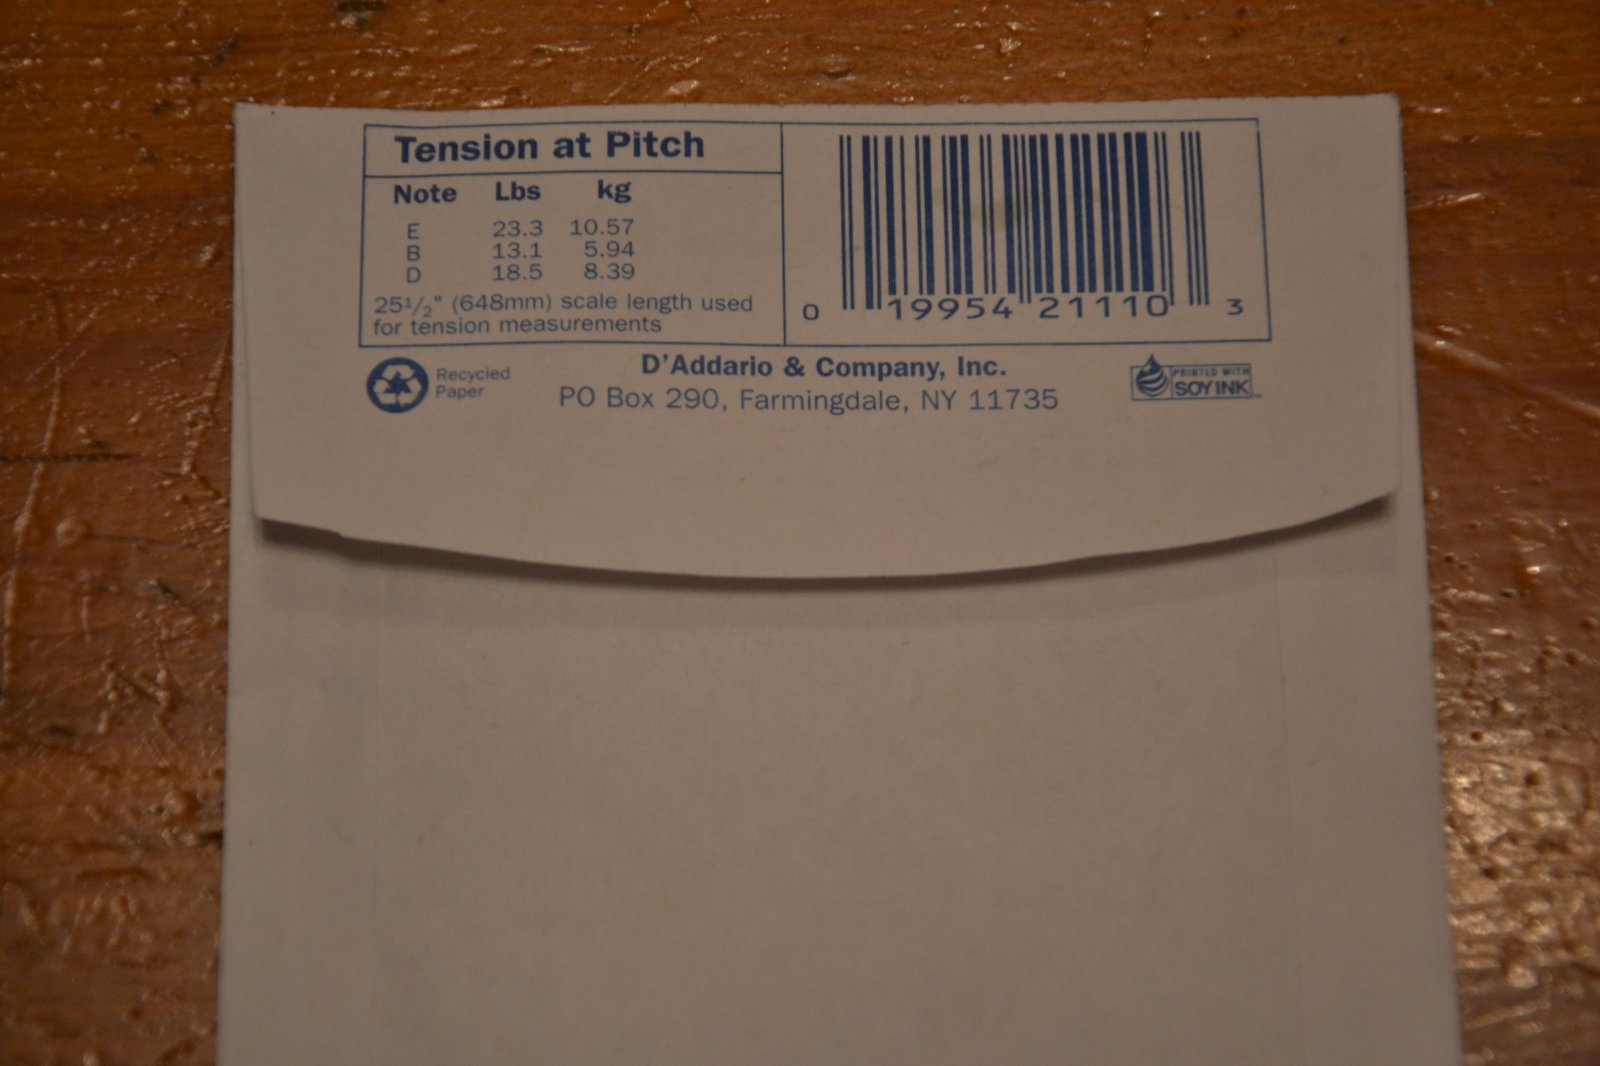 Tension at Pitch
Note Lbs kg
E 23.3 10.57
B 13.1 5.94
D 18.5 8.39
25½" (648mm) scale length used
for tension measurements
0 19954 21110 3
Recycled
Paper
D'Addario & Company, Inc.
PO Box 290, Farmingdale, NY 11735
PRINTED WITH
SOY INK™